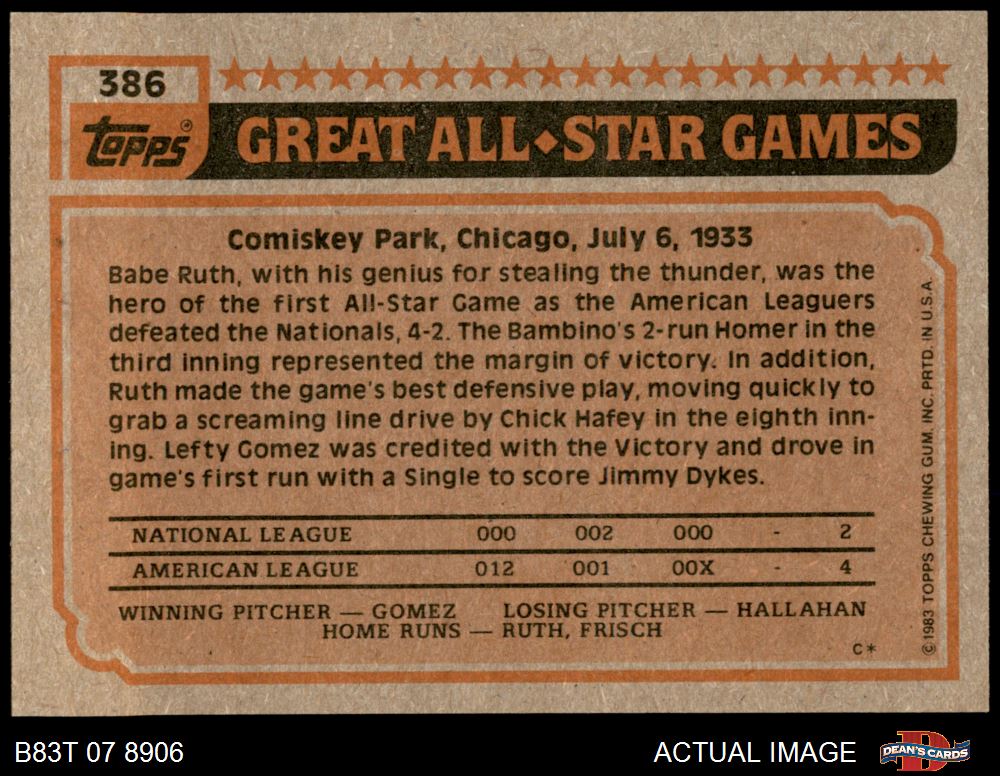 386
topps®
GREAT ALL◆STAR GAMES
Comiskey Park, Chicago, July 6, 1933
Babe Ruth, with his genius for stealing the thunder, was the
hero of the first All-Star Game as the American Leaguers
defeated the Nationals, 4-2. The Bambino's 2-run Homer in the
third inning represented the margin of victory. In addition,
Ruth made the game's best defensive play, moving quickly to
grab a screaming line drive by Chick Hafey in the eighth inn-
ing. Lefty Gomez was credited with the Victory and drove in
game's first run with a Single to score Jimmy Dykes.
NATIONAL LEAGUE 000 002 000 - 2
AMERICAN LEAGUE 012 001 00X - 4
WINNING PITCHER — GOMEZ LOSING PITCHER — HALLAHAN
HOME RUNS — RUTH, FRISCH
C*
© 1983 TOPPS CHEWING GUM, INC. PRTD. IN U.S.A.
B83T 07 8906
ACTUAL IMAGE
D
DEAN'S CARDS